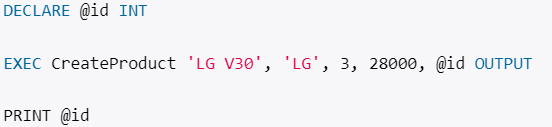 DECLARE @id INT
EXEC CreateProduct 'LG V30', 'LG', 3, 28000, @id OUTPUT
PRINT @id